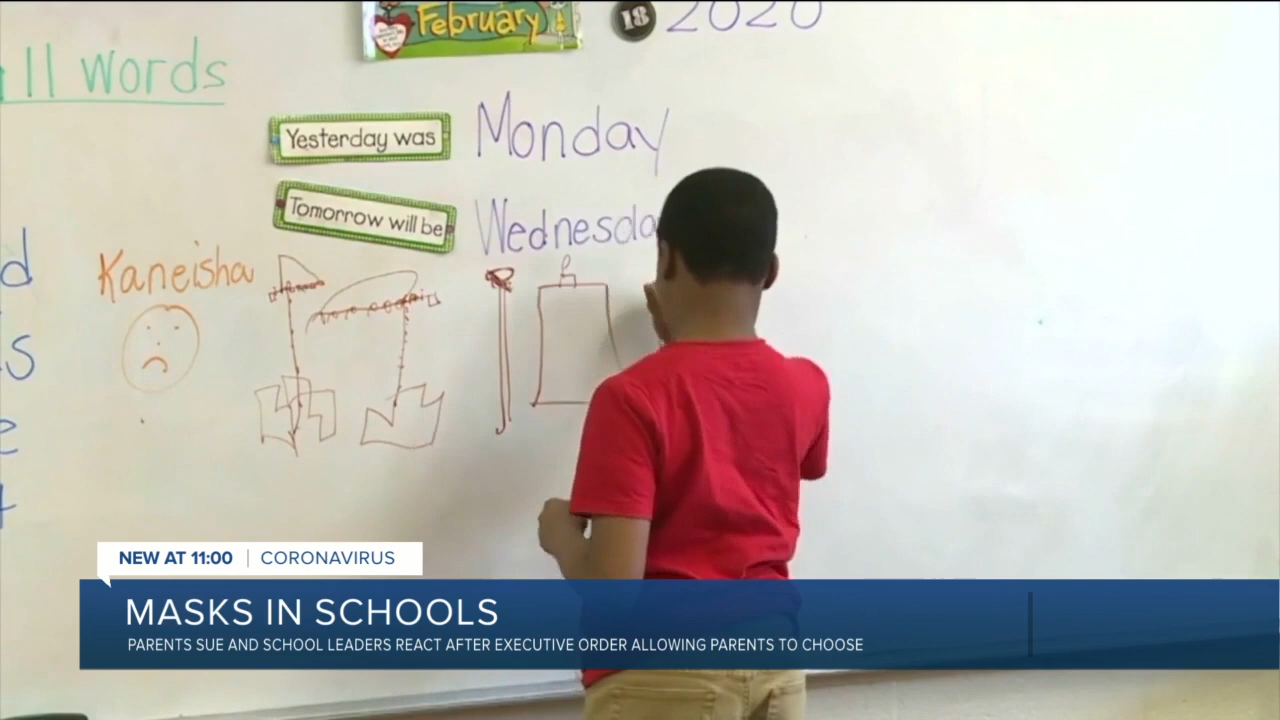 February 18 2020
ll words
Yesterday was Monday
Tomorrow will be Wednesda
d
Kaneisha
s
e
t
NEW AT 11:00 | CORONAVIRUS
MASKS IN SCHOOLS
PARENTS SUE AND SCHOOL LEADERS REACT AFTER EXECUTIVE ORDER ALLOWING PARENTS TO CHOOSE